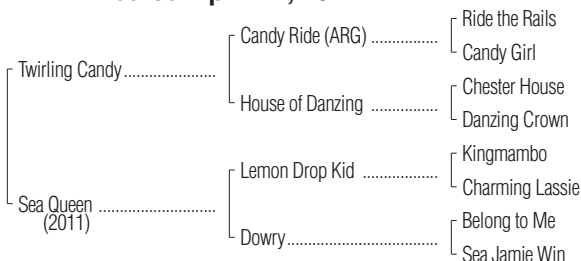 Twirling Candy
Sea Queen
(2011)
Candy Ride (ARG)
House of Danzing
Lemon Drop Kid
Dowry
Ride the Rails
Candy Girl
Chester House
Danzing Crown
Kingmambo
Charming Lassie
Belong to Me
Sea Jamie Win